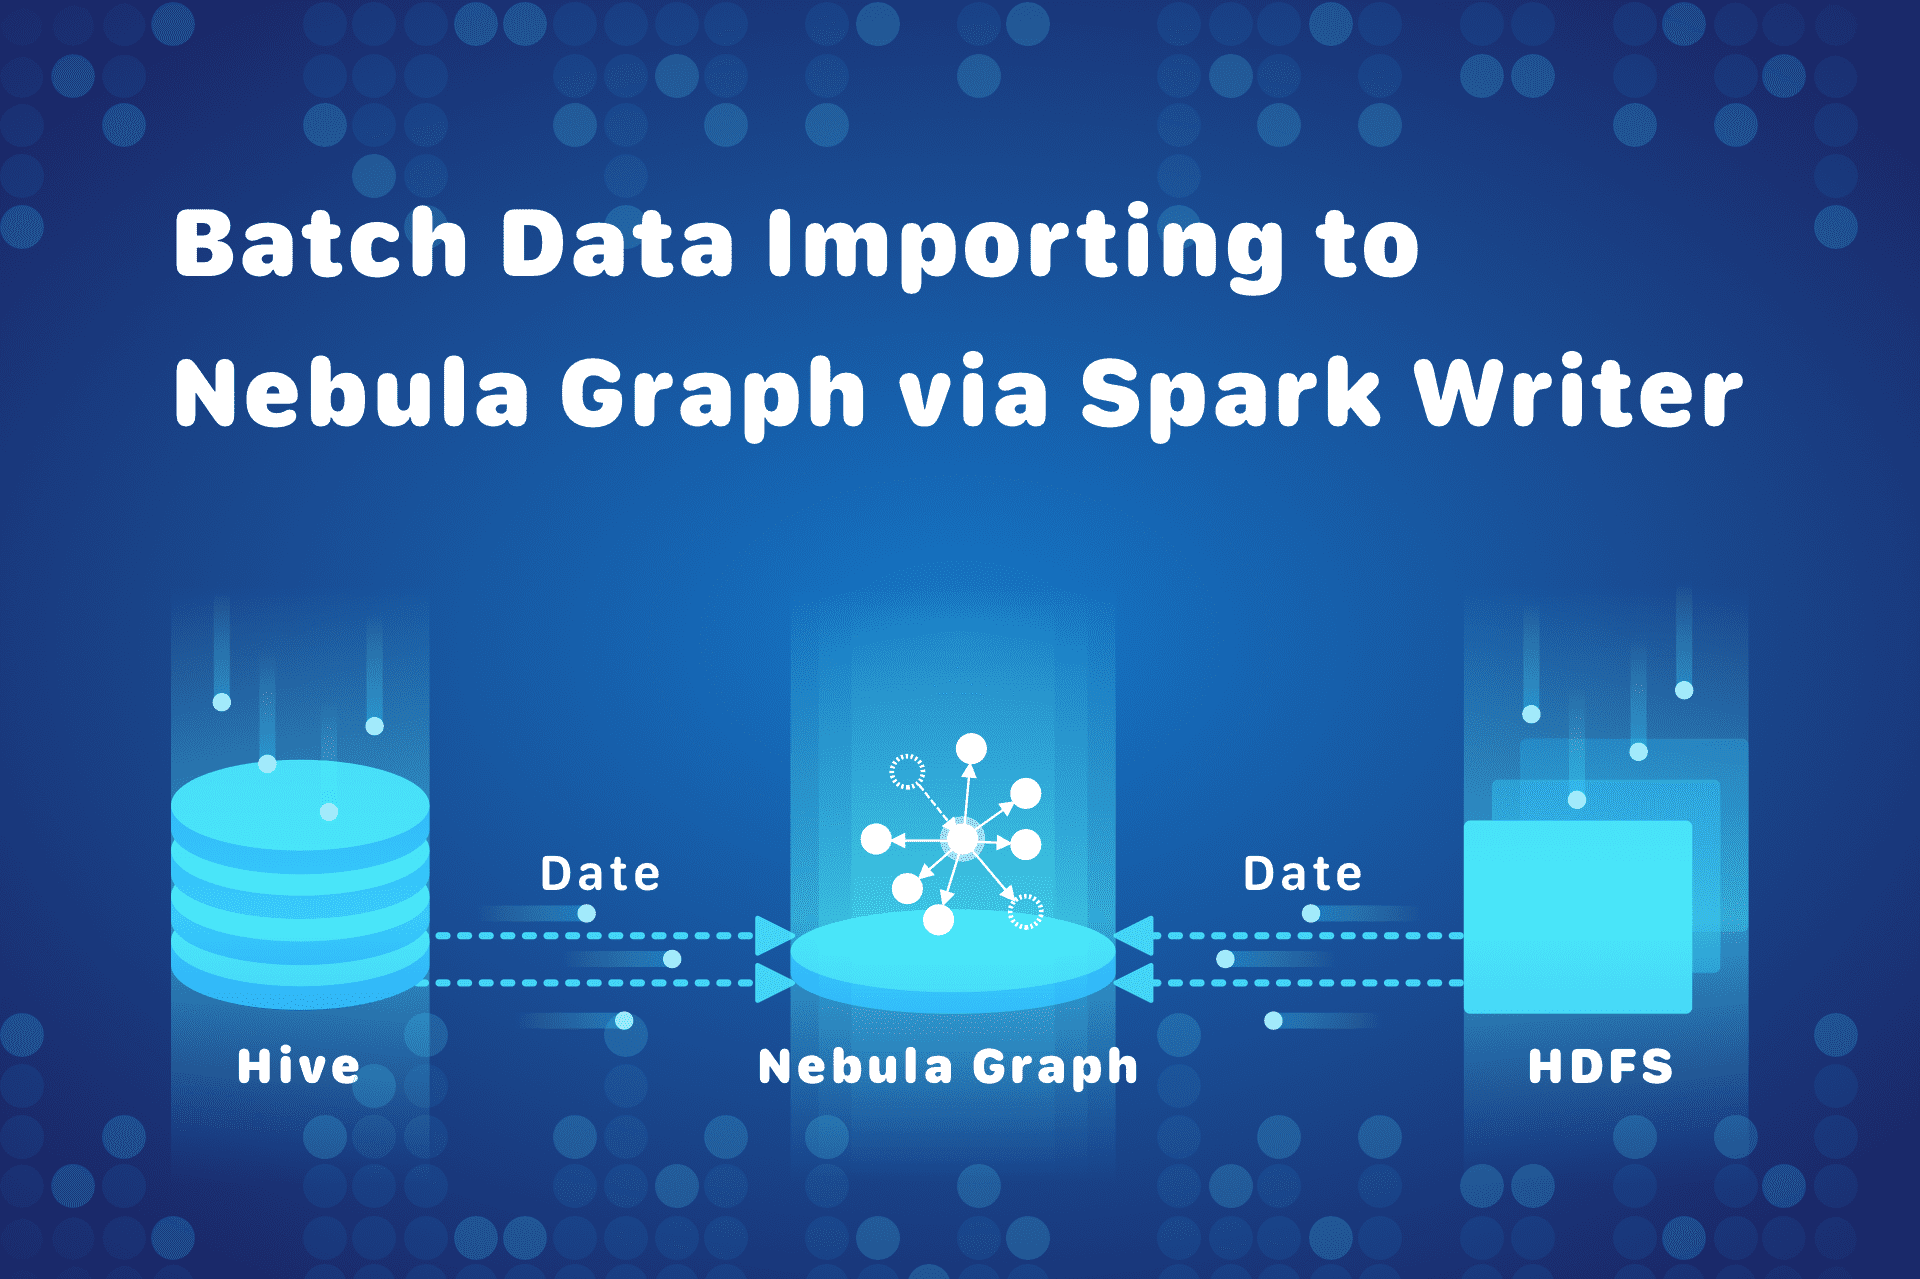 Batch Data Importing to
Nebula Graph via Spark Writer
Date
Date
Hive
Nebula Graph
HDFS